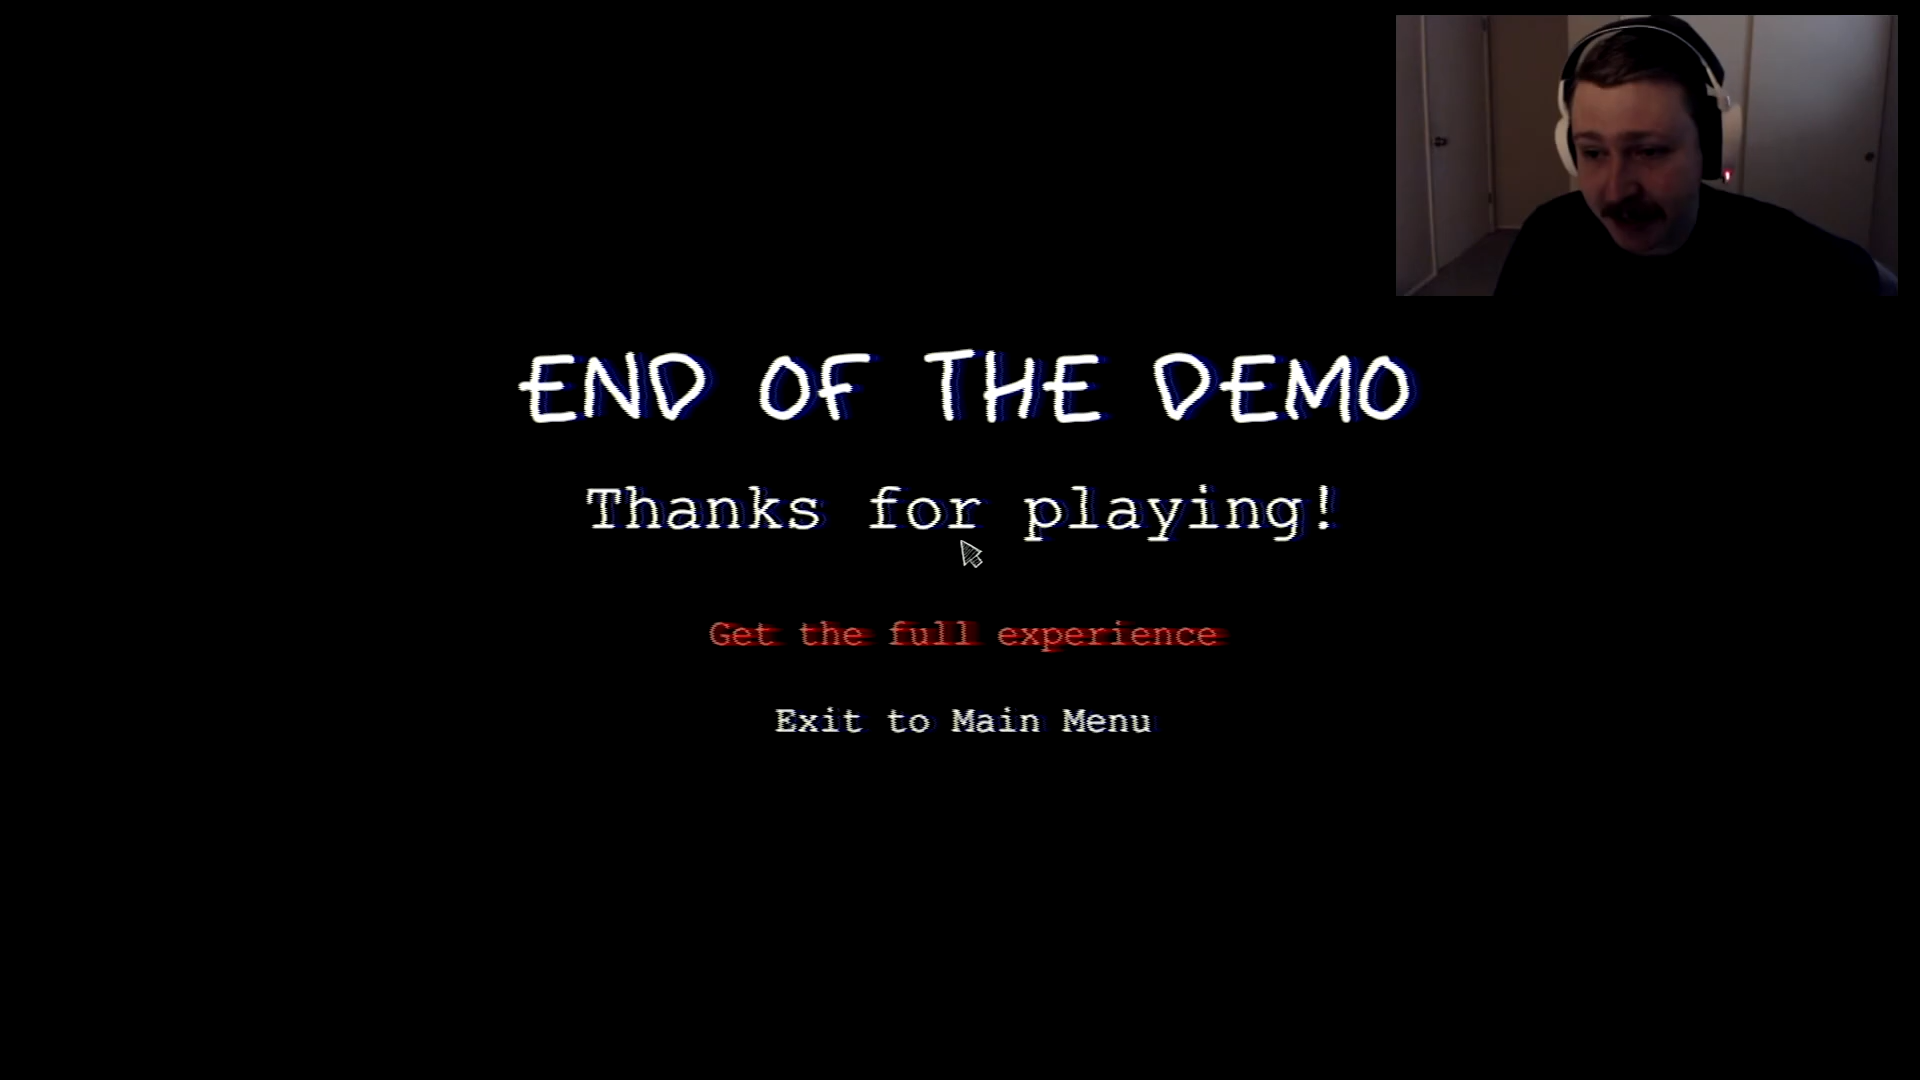 END OF THE DEMO
Thanks for playing!
Get the full experience
Exit to Main Menu